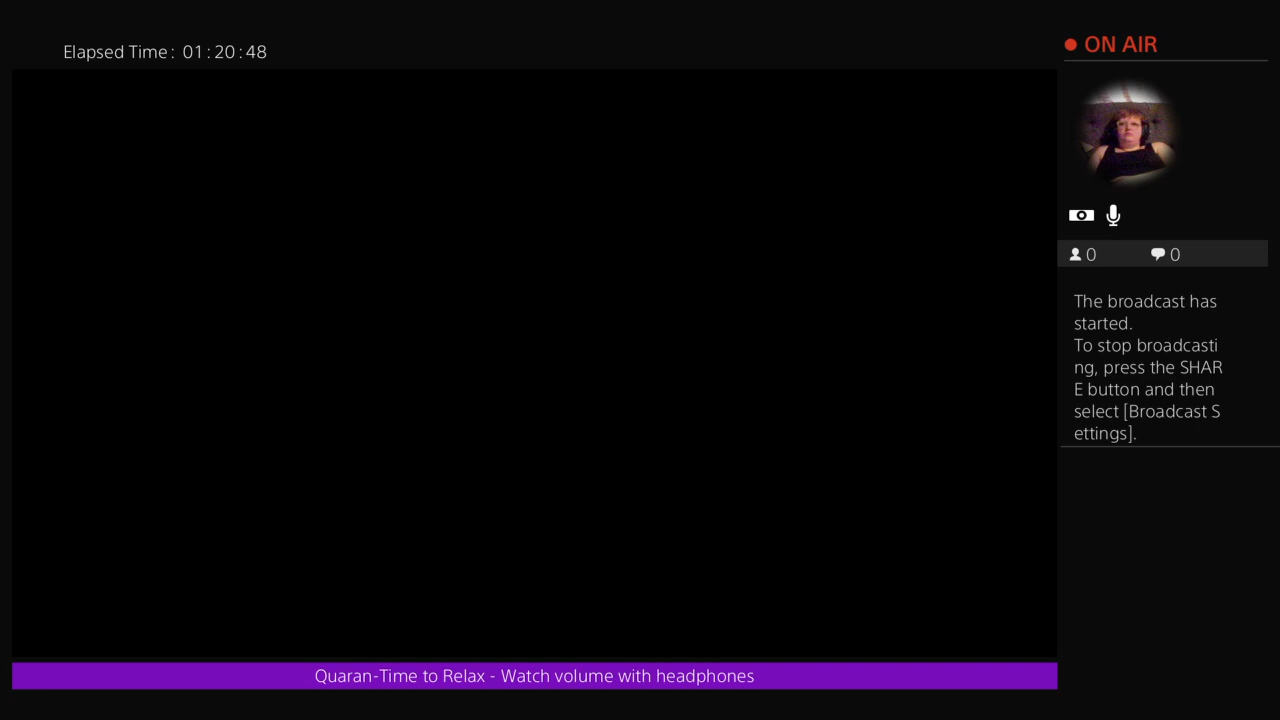 Elapsed Time: 01:20:48
ON AIR
0 0
The broadcast has
started.
To stop broadcasti
ng, press the SHAR
E button and then
select [Broadcast S
ettings].
Quaran-Time to Relax - Watch volume with headphones